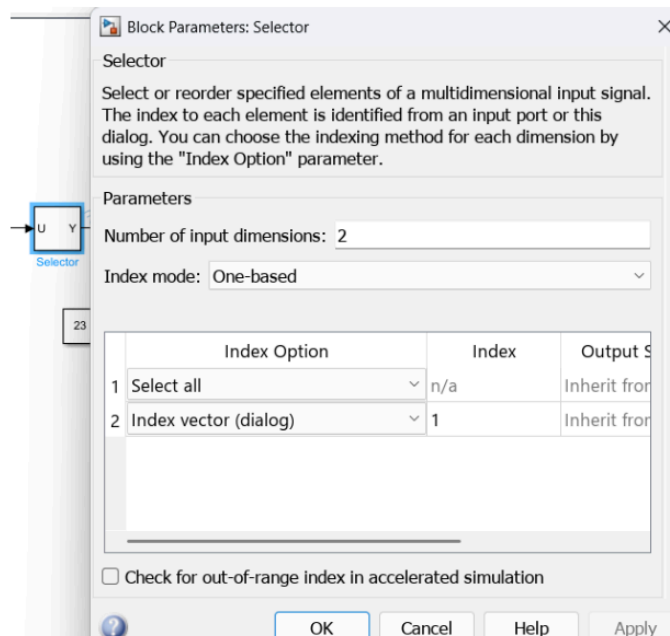 Block Parameters: Selector
Selector
Select or reorder specified elements of a multidimensional input signal.
The index to each element is identified from an input port or this
dialog. You can choose the indexing method for each dimension by
using the "Index Option" parameter.
Parameters
Number of input dimensions: 2
Index mode: One-based
Index Option Index Output S
1 Select all n/a Inherit fror
2 Index vector (dialog) 1 Inherit fror
Check for out-of-range index in accelerated simulation
OK Cancel Help Apply
U Y
Selector
23